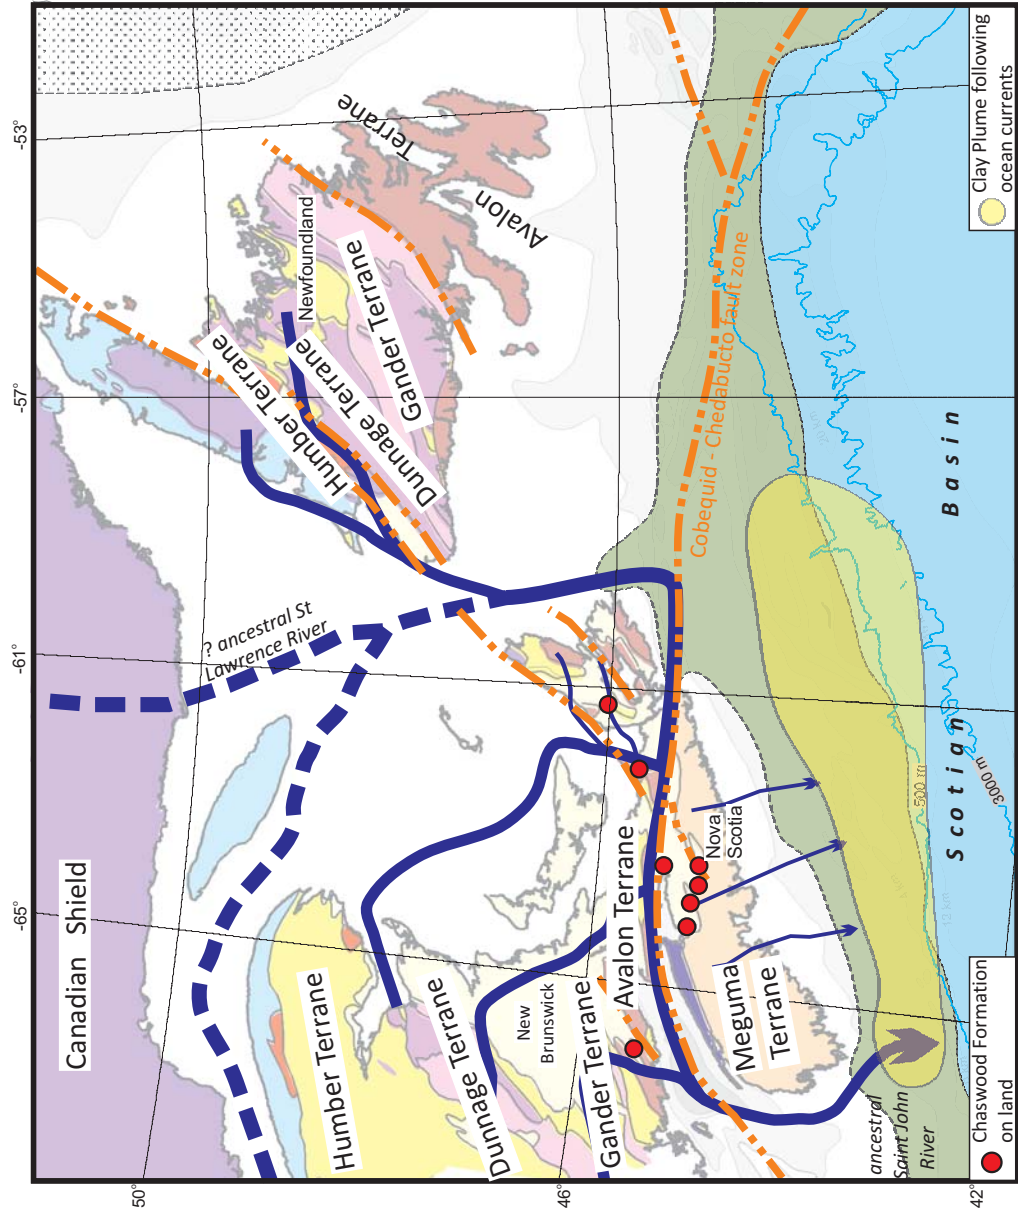 -53°
-57°
-61°
-65°
50°
46°
42°
Canadian Shield
? ancestral St
Lawrence River
Newfoundland
Humber Terrane
Dunnage Terrane
Gander Terrane
Avalon
Terrane
Humber Terrane
Dunnage Terrane
New
Brunswick
Gander Terrane
Avalon Terrane
Nova
Scotia
Meguma
Terrane
Cobequid - Chedabucto fault zone
ancestral
Saint John
River
Scotian Basin
500 m
3000 m
12 km
Clay Plume following
ocean currents
Chaswood Formation
on land